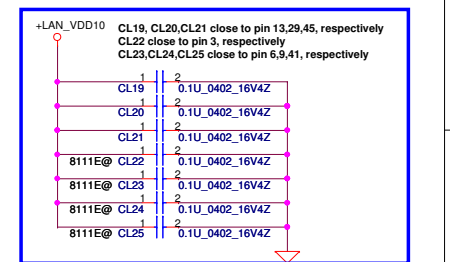 +LAN_VDD10
CL19, CL20,CL21 close to pin 13,29,45, respectively
CL22 close to pin 3, respectively
CL23,CL24,CL25 close to pin 6,9,41, respectively
1 2
CL19 0.1U_0402_16V4Z
1 2
CL20 0.1U_0402_16V4Z
1 2
CL21 0.1U_0402_16V4Z
1 2
8111E@ CL22 0.1U_0402_16V4Z
1 2
8111E@ CL23 0.1U_0402_16V4Z
1 2
8111E@ CL24 0.1U_0402_16V4Z
1 2
8111E@ CL25 0.1U_0402_16V4Z